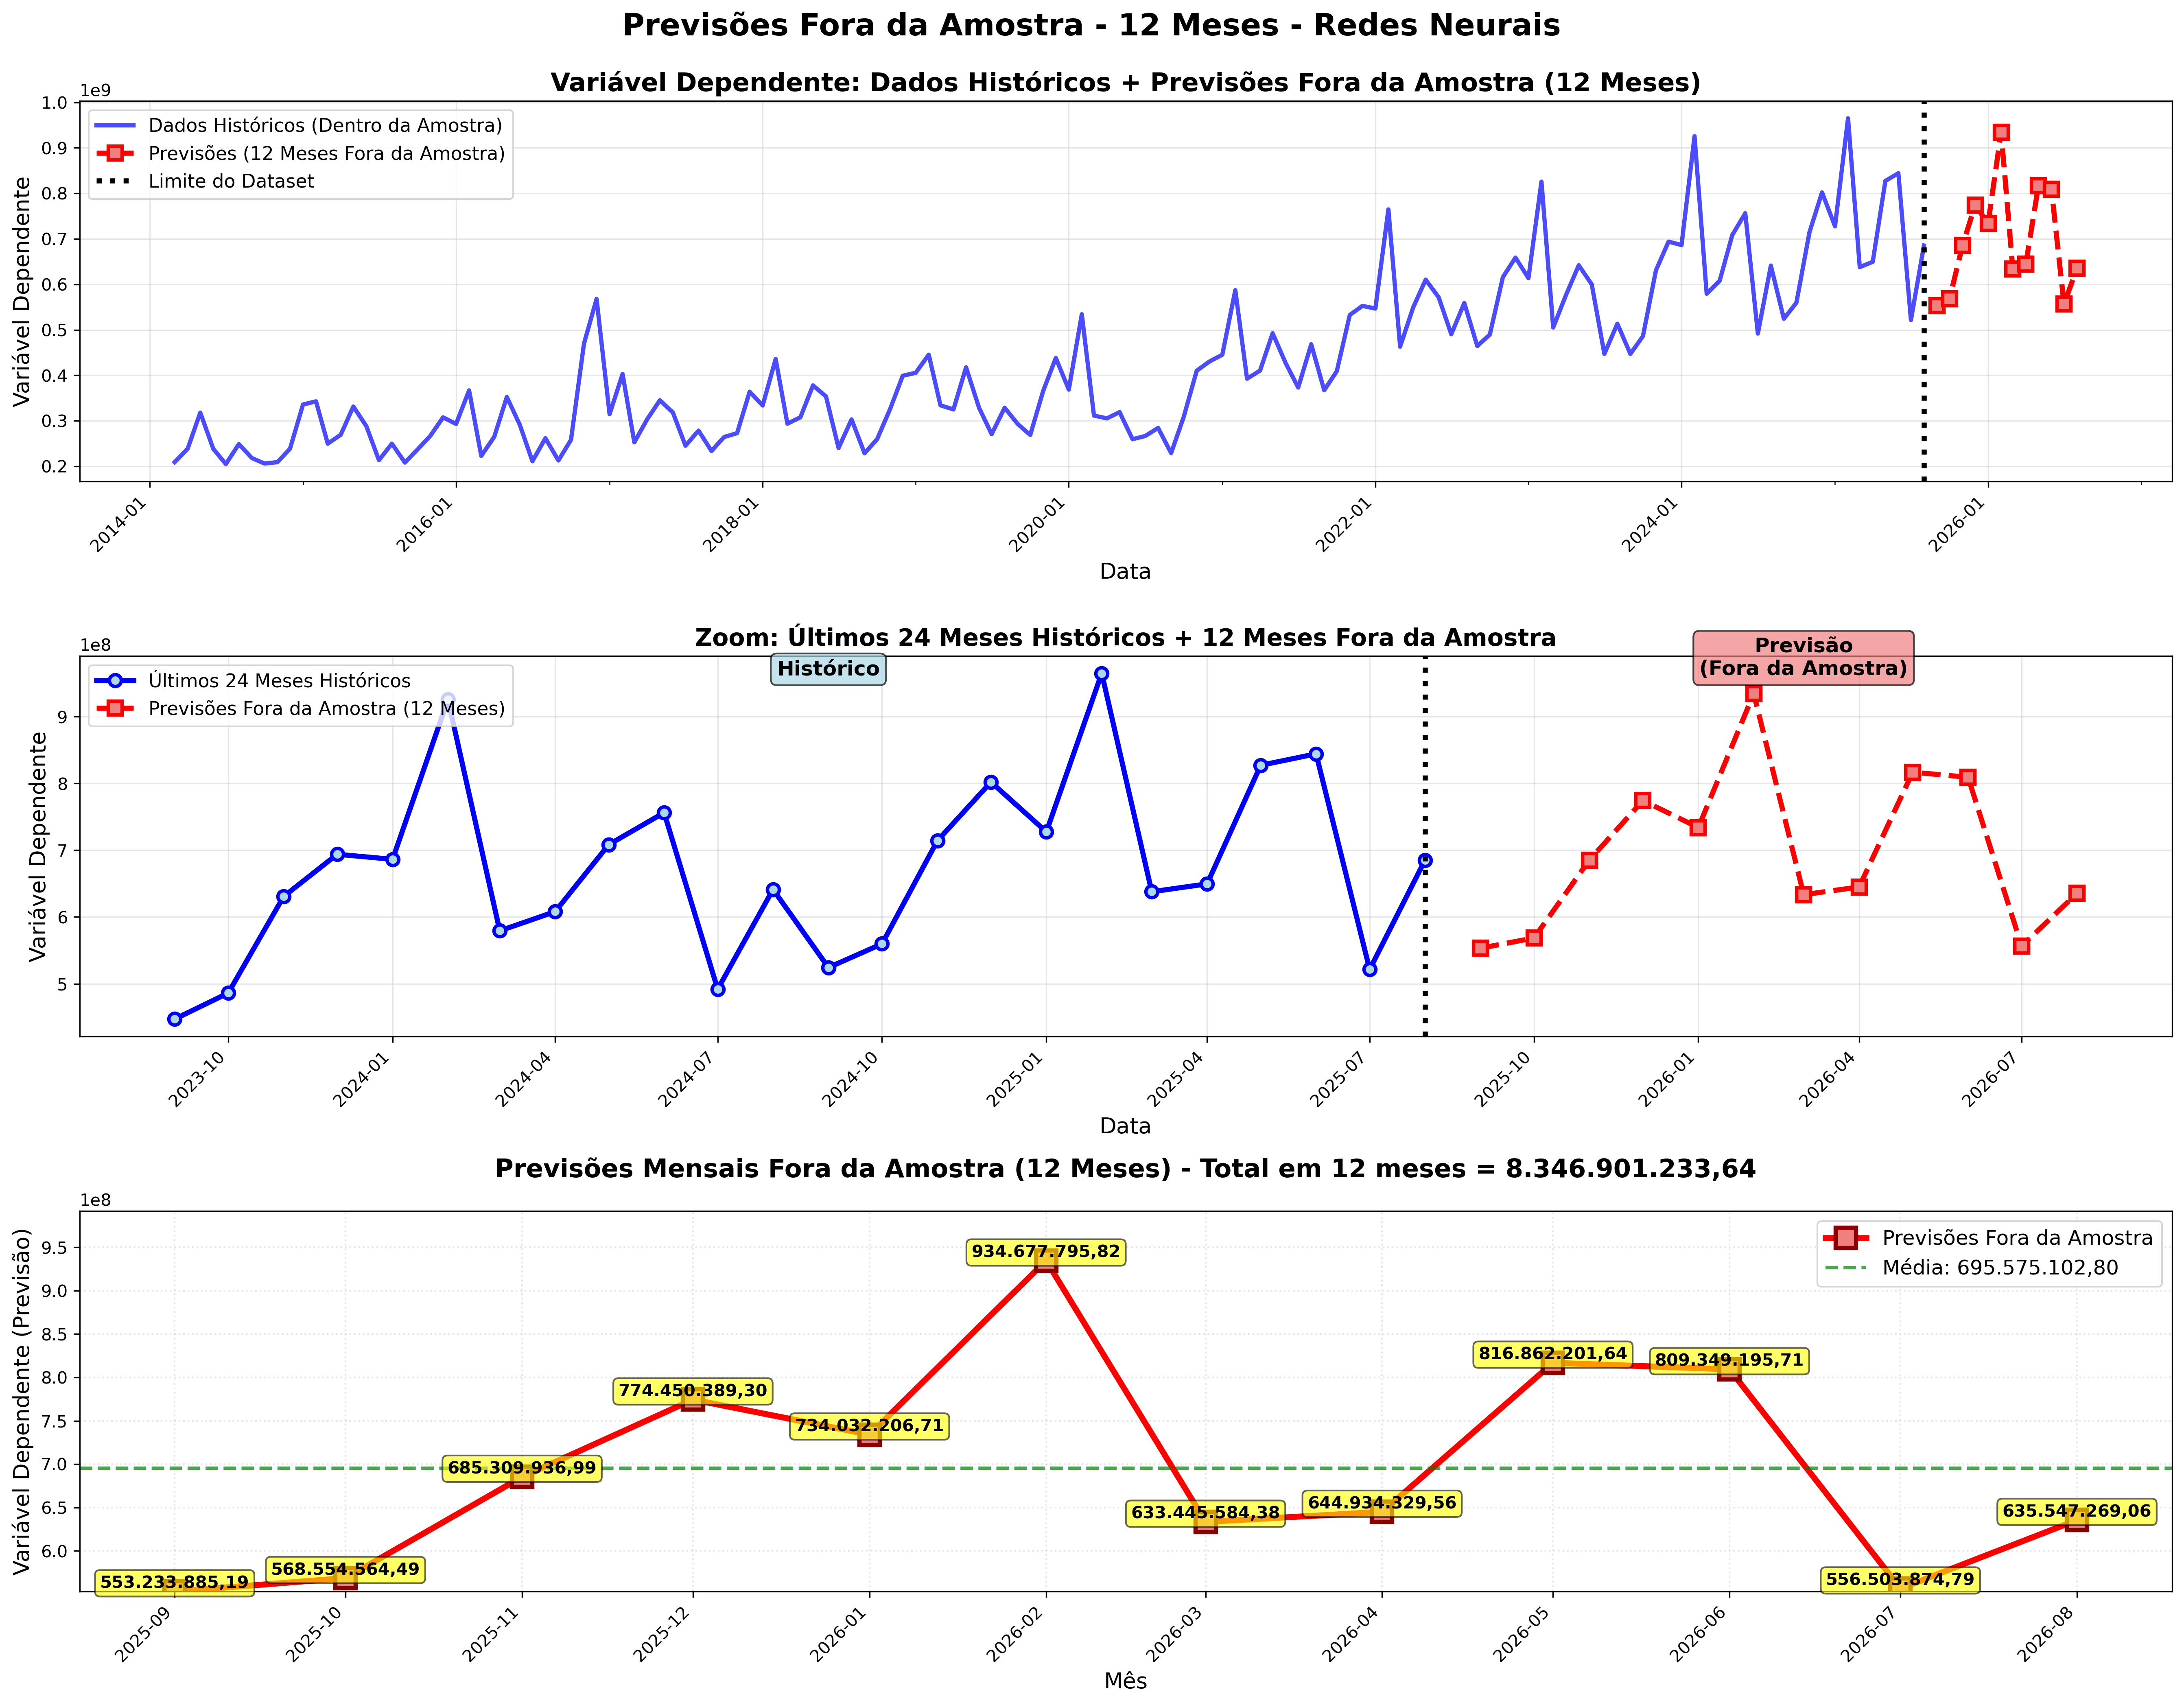 Previsões Fora da Amostra - 12 Meses - Redes Neurais
Variável Dependente: Dados Históricos + Previsões Fora da Amostra (12 Meses)
1e9
Dados Históricos (Dentro da Amostra)
Previsões (12 Meses Fora da Amostra)
Limite do Dataset
Variável Dependente
1.0
0.9
0.8
0.7
0.6
0.5
0.4
0.3
0.2
2014-01
2016-01
2018-01
2020-01
2022-01
2024-01
2026-01
Data
Zoom: Últimos 24 Meses Históricos + 12 Meses Fora da Amostra
1e8
Últimos 24 Meses Históricos
Previsões Fora da Amostra (12 Meses)
Histórico
Previsão
(Fora da Amostra)
Variável Dependente
9
8
7
6
5
2023-10
2024-01
2024-04
2024-07
2024-10
2025-01
2025-04
2025-07
2025-10
2026-01
2026-04
2026-07
Data
Previsões Mensais Fora da Amostra (12 Meses) - Total em 12 meses = 8.346.901.233,64
1e8
Previsões Fora da Amostra
Média: 695.575.102,80
Variável Dependente (Previsão)
9.5
9.0
8.5
8.0
7.5
7.0
6.5
6.0
553.233.885,19
568.554.564,49
685.309.936,99
774.450.389,30
734.032.206,71
934.677.795,82
633.445.584,38
644.934.329,56
816.862.201,64
809.349.195,71
556.503.874,79
635.547.269,06
2025-09
2025-10
2025-11
2025-12
2026-01
2026-02
2026-03
2026-04
2026-05
2026-06
2026-07
2026-08
Mês